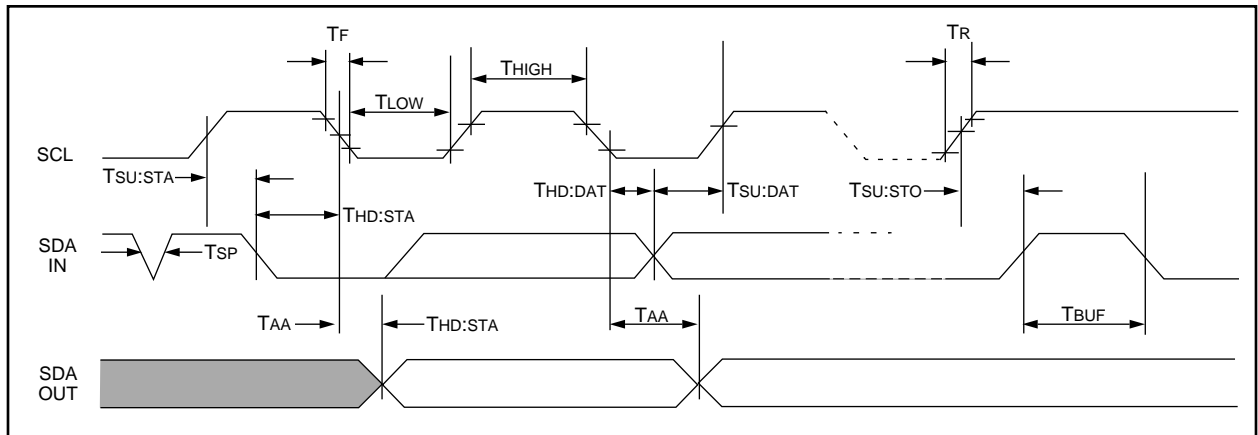 TF
TR
THIGH
TLOW
SCL
TSU:STA
THD:DAT
TSU:DAT
TSU:STO
THD:STA
SDA
IN
TSP
TAA
THD:STA
TAA
TBUF
SDA
OUT